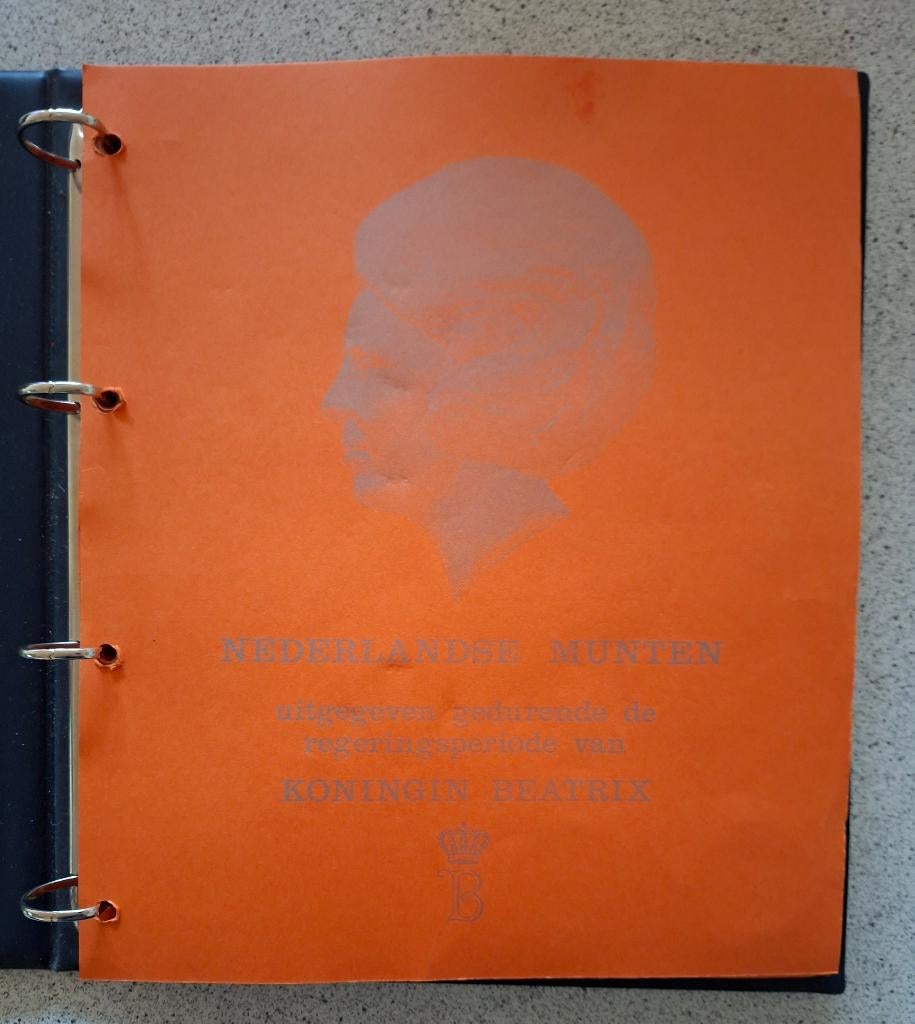 NEDERLANDSE MUNTEN
uitgegeven gedurende de
regeringsperiode van
KONINGIN BEATRIX
B